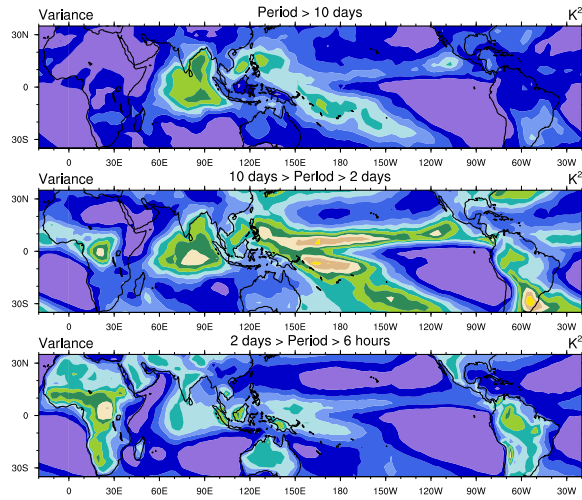 Variance Period > 10 days K²
30N
0
30S
0 30E 60E 90E 120E 150E 180 150W 120W 90W 60W 30W
Variance 10 days > Period > 2 days K²
30N
0
30S
0 30E 60E 90E 120E 150E 180 150W 120W 90W 60W 30W
Variance 2 days > Period > 6 hours K²
30N
0
30S
0 30E 60E 90E 120E 150E 180 150W 120W 90W 60W 30W